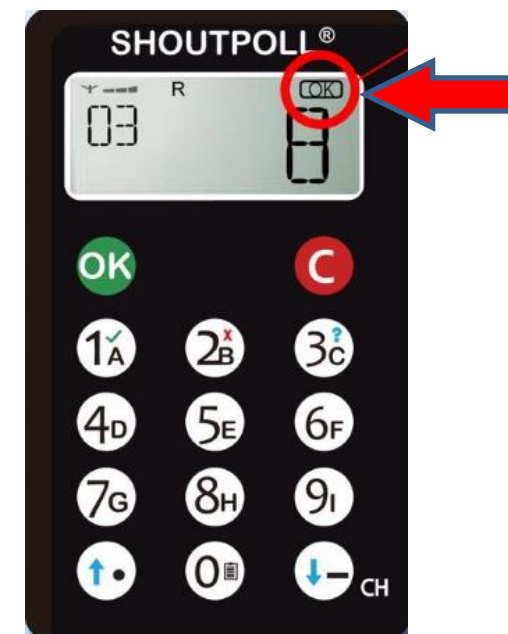 SHOUTPOLL®
R OK
03 8
OK C
1A 2B 3C
4D 5E 6F
7G 8H 9I
0 CH